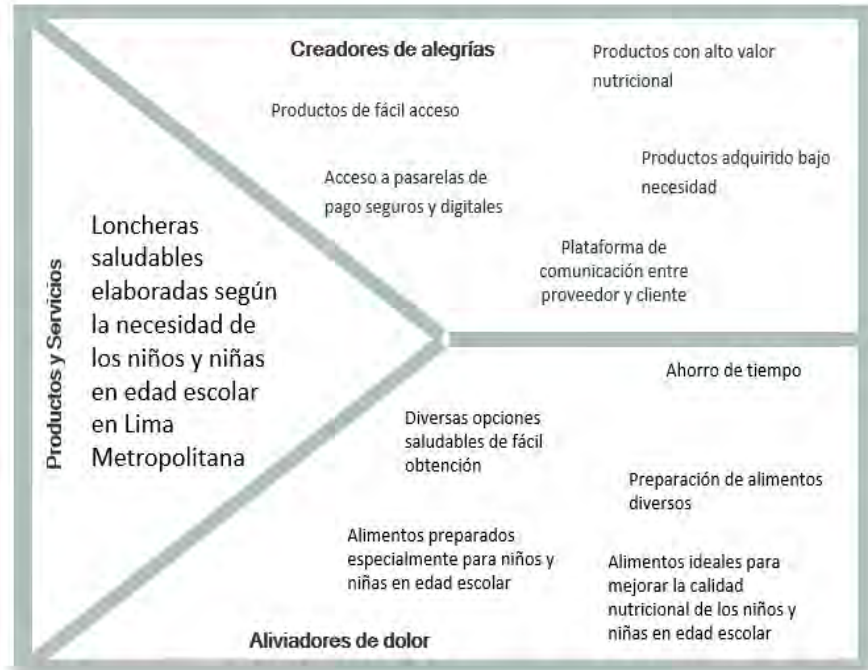 Creadores de alegrías
Productos con alto valor
nutricional
Productos de fácil acceso
Productos adquirido bajo
necesidad
Acceso a pasarelas de
pago seguros y digitales
Plataforma de
comunicación entre
proveedor y cliente
Productos y Servicios
Loncheras
saludables
elaboradas según
la necesidad de
los niños y niñas
en edad escolar
en Lima
Metropolitana
Ahorro de tiempo
Diversas opciones
saludables de fácil
obtención
Preparación de alimentos
diversos
Alimentos preparados
especialmente para niños y
niñas en edad escolar
Alimentos ideales para
mejorar la calidad
nutricional de los niños y
niñas en edad escolar
Aliviadores de dolor